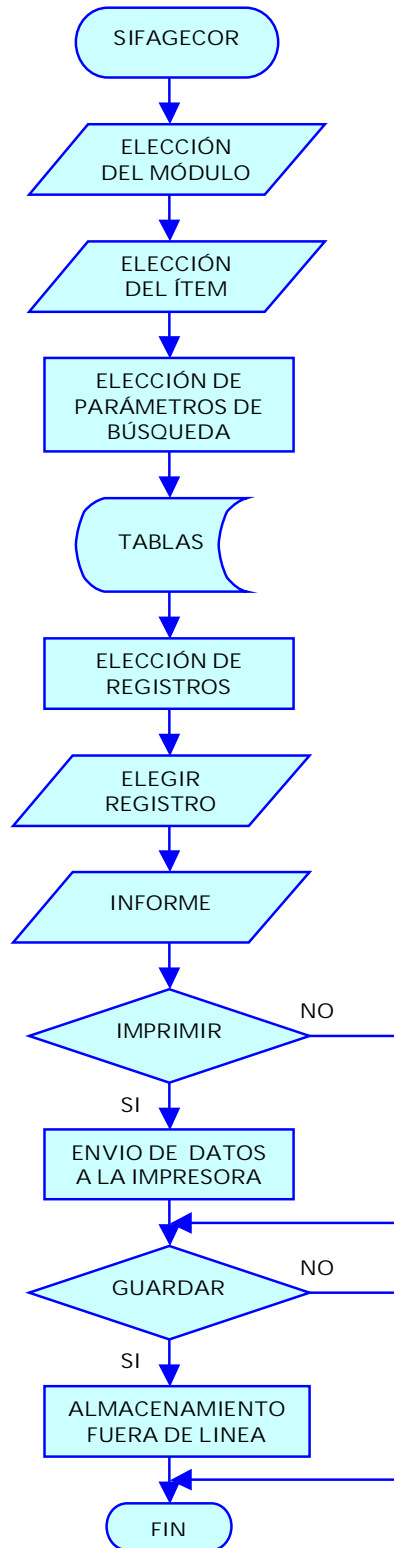 SIFAGECOR
ELECCIÓN
DEL MÓDULO
ELECCIÓN
DEL ÍTEM
ELECCIÓN DE
PARÁMETROS DE
BÚSQUEDA
TABLAS
ELECCIÓN DE
REGISTROS
ELEGIR
REGISTRO
INFORME
IMPRIMIR
NO
SI
ENVIO DE DATOS
A LA IMPRESORA
GUARDAR
NO
SI
ALMACENAMIENTO
FUERA DE LINEA
FIN